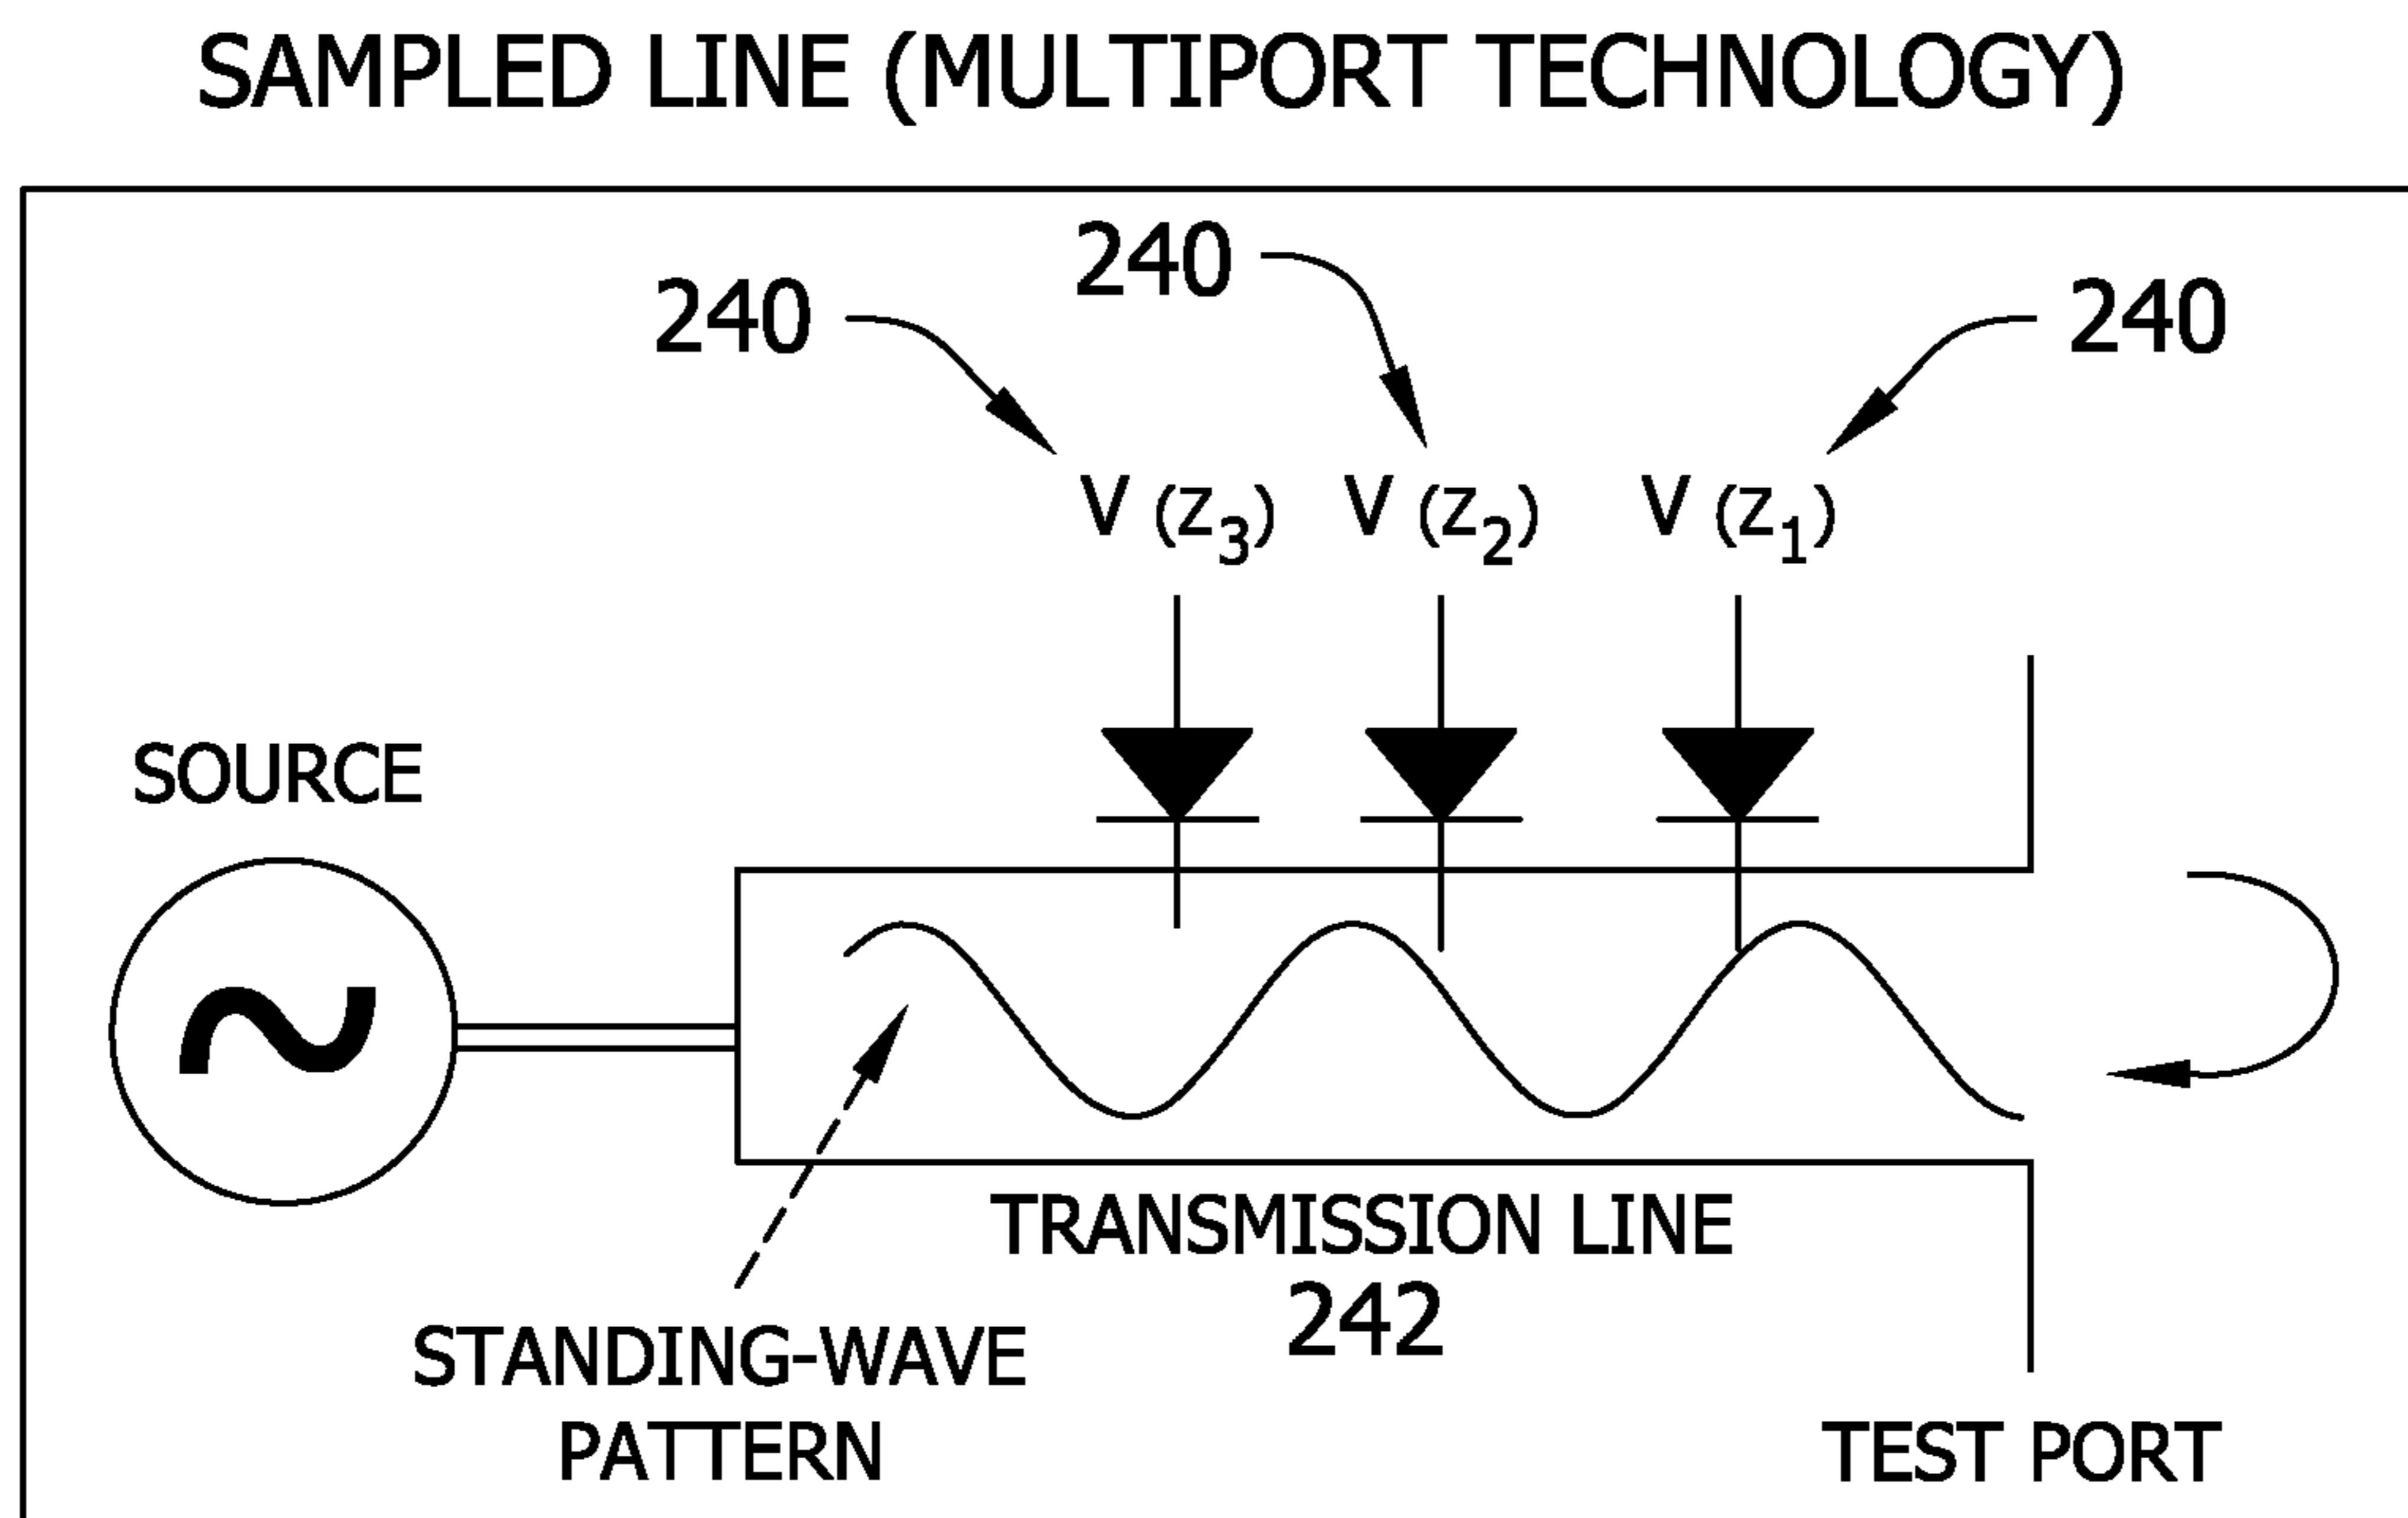 SAMPLED LINE (MULTIPORT TECHNOLOGY)
240
240
240
V (Z3) V (Z2) V (Z1)
SOURCE
TRANSMISSION LINE
242
STANDING-WAVE
PATTERN
TEST PORT